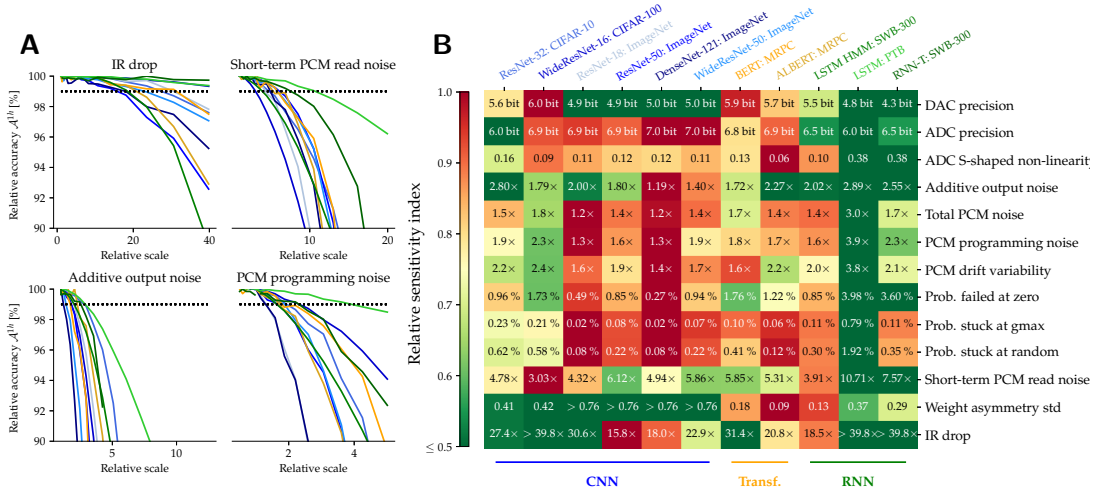 A
IR drop
Short-term PCM read noise
Relative accuracy 𝒜¹ʰ [%]
100
98
96
94
92
90
0
20
40
Relative scale
10
20
Relative scale
Additive output noise
PCM programming noise
Relative accuracy 𝒜¹ʰ [%]
100
98
96
94
92
90
5
10
Relative scale
2
4
Relative scale
B
ResNet-32: CIFAR-10
WideResNet-16: CIFAR-100
ResNet-18: ImageNet
ResNet-50: ImageNet
DenseNet-121: ImageNet
WideResNet-50: ImageNet
BERT: MRPC
ALBERT: MRPC
LSTM HMM: SWB-300
LSTM: PTB
RNN-T: SWB-300
Relative sensitivity index
1.0
0.9
0.8
0.7
0.6
≤ 0.5
5.6 bit 6.0 bit 4.9 bit 4.9 bit 5.0 bit 5.0 bit 5.9 bit 5.7 bit 5.5 bit 4.8 bit 4.3 bit DAC precision
6.0 bit 6.9 bit 6.9 bit 6.9 bit 7.0 bit 7.0 bit 6.8 bit 6.9 bit 6.5 bit 6.0 bit 6.5 bit ADC precision
0.16 0.09 0.11 0.12 0.12 0.11 0.13 0.06 0.10 0.38 0.38 ADC S-shaped non-linearity
2.80× 1.79× 2.00× 1.80× 1.19× 1.40× 1.72× 2.27× 2.02× 2.89× 2.55× Additive output noise
1.5× 1.8× 1.2× 1.4× 1.2× 1.4× 1.7× 1.4× 1.4× 3.0× 1.7× Total PCM noise
1.9× 2.3× 1.3× 1.6× 1.3× 1.9× 1.8× 1.7× 1.6× 3.9× 2.3× PCM programming noise
2.2× 2.4× 1.6× 1.9× 1.4× 1.7× 1.6× 2.2× 2.0× 3.8× 2.1× PCM drift variability
0.96 % 1.73 % 0.49 % 0.85 % 0.27 % 0.94 % 1.76 % 1.22 % 0.85 % 3.98 % 3.60 % Prob. failed at zero
0.23 % 0.21 % 0.02 % 0.08 % 0.02 % 0.07 % 0.10 % 0.06 % 0.11 % 0.79 % 0.11 % Prob. stuck at gmax
0.62 % 0.58 % 0.08 % 0.22 % 0.08 % 0.22 % 0.41 % 0.12 % 0.30 % 1.92 % 0.35 % Prob. stuck at random
4.78× 3.03× 4.32× 6.12× 4.94× 5.86× 5.85× 5.31× 3.91× 10.71× 7.57× Short-term PCM read noise
0.41 0.42 > 0.76 > 0.76 > 0.76 > 0.76 0.18 0.09 0.13 0.37 0.29 Weight asymmetry std
27.4× > 39.8× 30.6× 15.8× 18.0× 22.9× 31.4× 20.8× 18.5× > 39.8× > 39.8× IR drop
CNN
Transf.
RNN